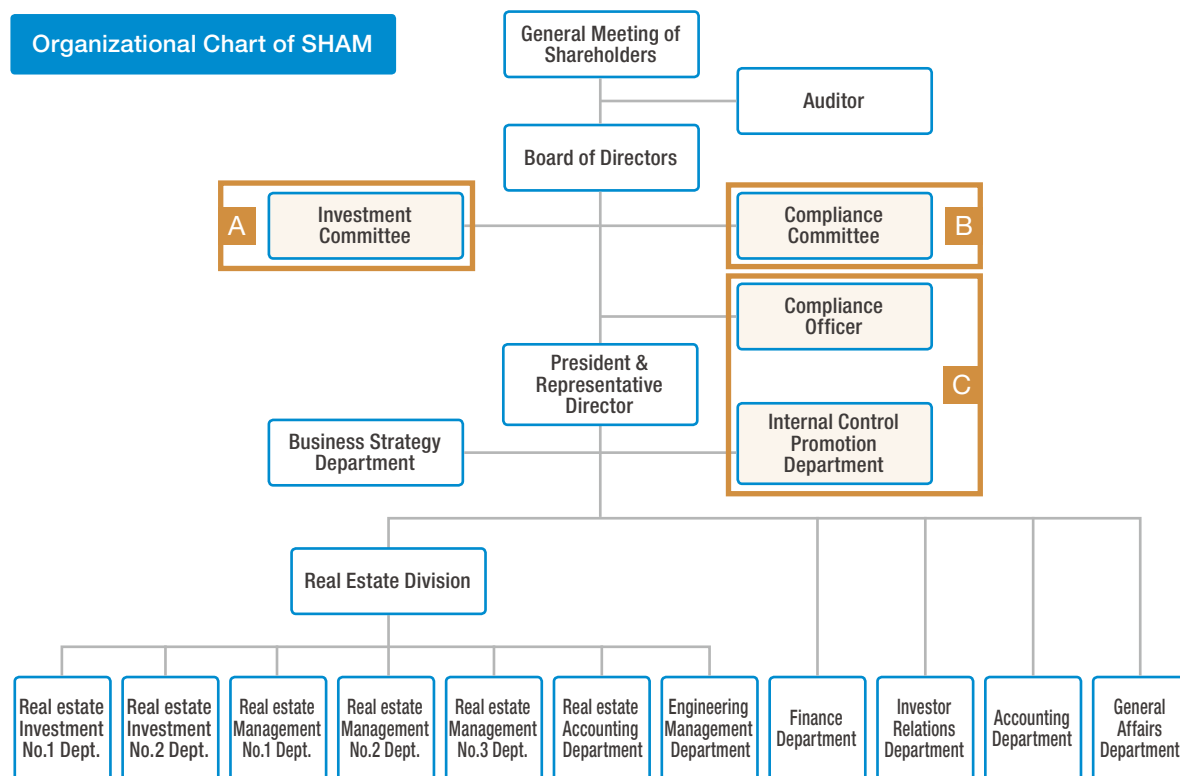 Organizational Chart of SHAM
General Meeting of
Shareholders
Auditor
Board of Directors
A
Investment
Committee
Compliance
Committee
B
Compliance
Officer
President &
Representative
Director
C
Business Strategy
Department
Internal Control
Promotion
Department
Real Estate Division
Real estate
Investment
No.1 Dept.
Real estate
Investment
No.2 Dept.
Real estate
Management
No.1 Dept.
Real estate
Management
No.2 Dept.
Real estate
Management
No.3 Dept.
Real estate
Accounting
Department
Engineering
Management
Department
Finance
Department
Investor
Relations
Department
Accounting
Department
General
Affairs
Department